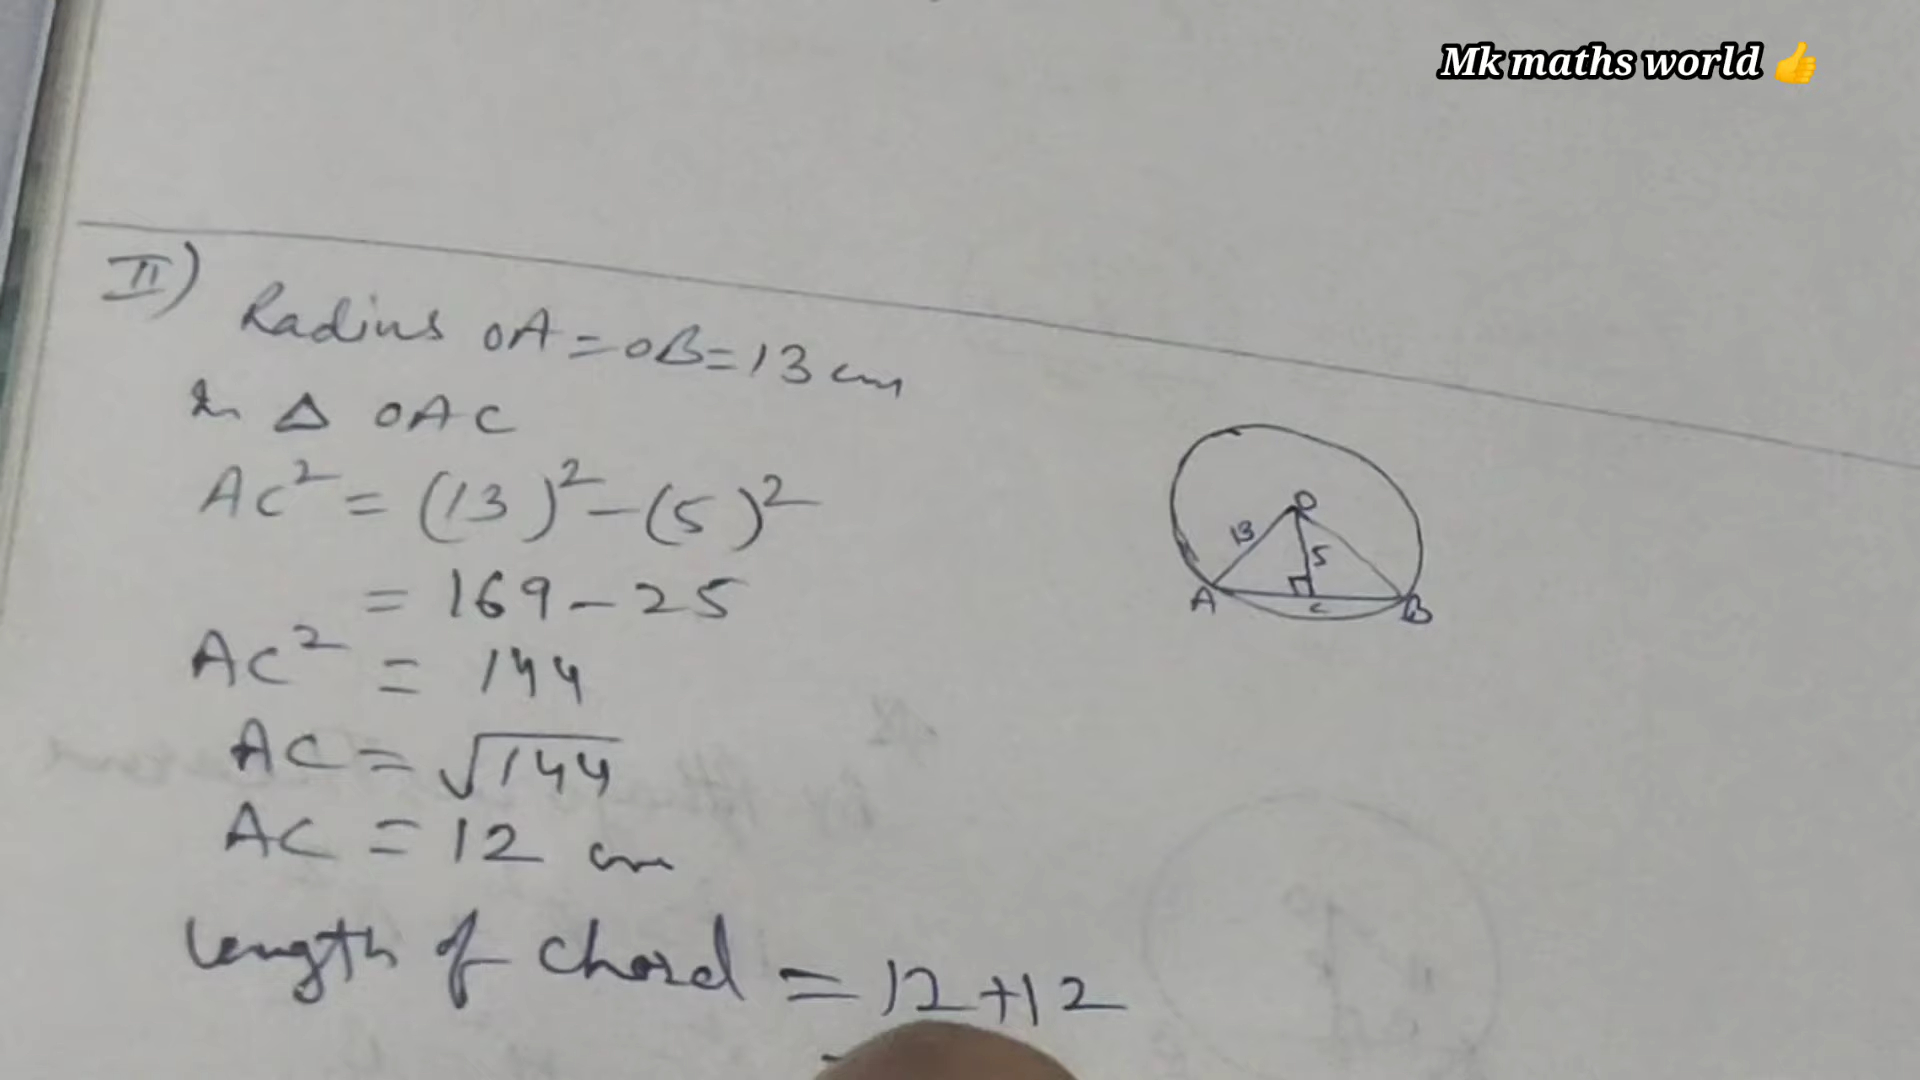 Mk maths world 👍
II)
Radius OA = OB = 13 cm
In △ OAC
AC² = (13)² - (5)²
= 169 - 25
AC² = 144
AC = √144
AC = 12 cm
length of chord = 12 + 12
=
O
13
5
A
C
B